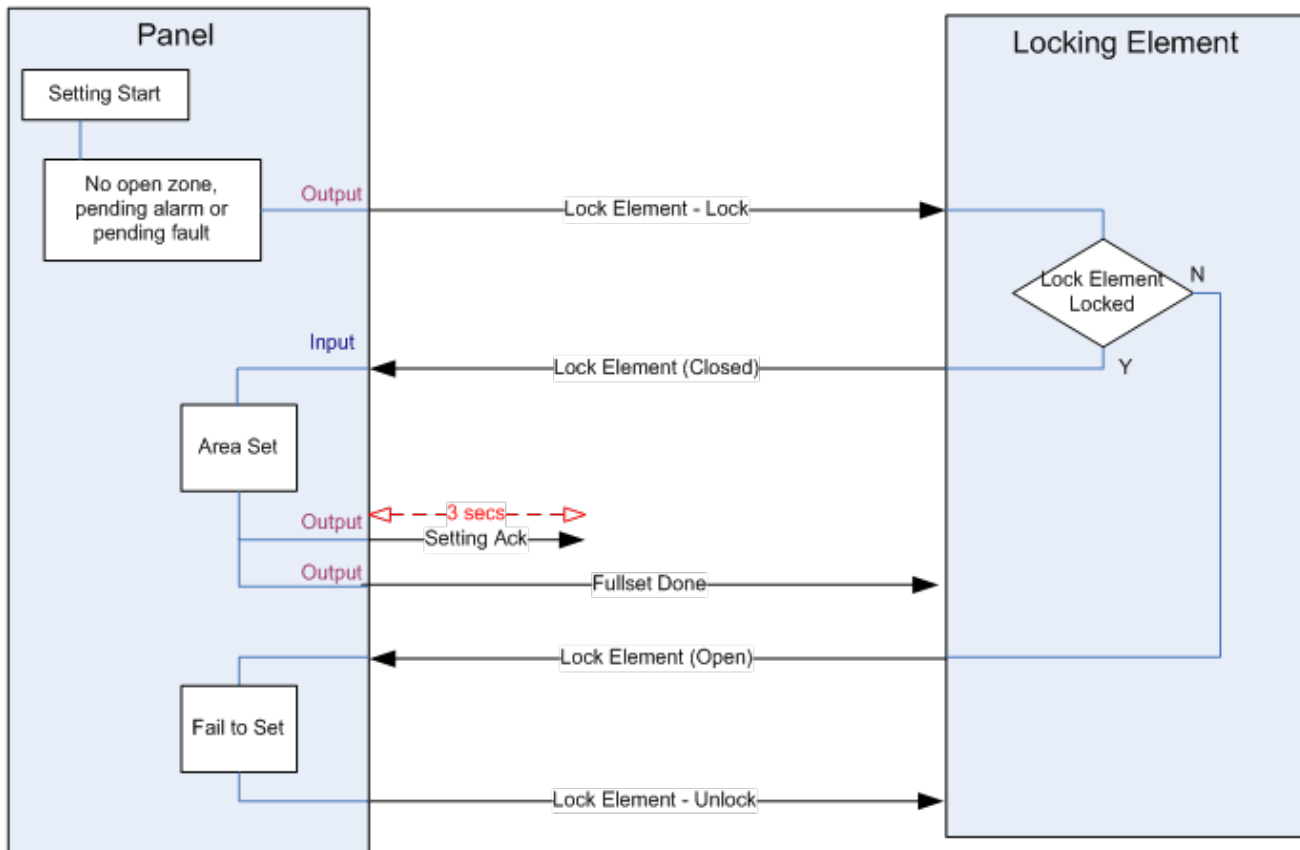 Panel
Locking Element
Setting Start
No open zone,
pending alarm or
pending fault
Output
Lock Element - Lock
Lock Element
Locked
N
Y
Input
Lock Element (Closed)
Area Set
3 secs
Output
Setting Ack
Output
Fullset Done
Lock Element (Open)
Fail to Set
Lock Element - Unlock